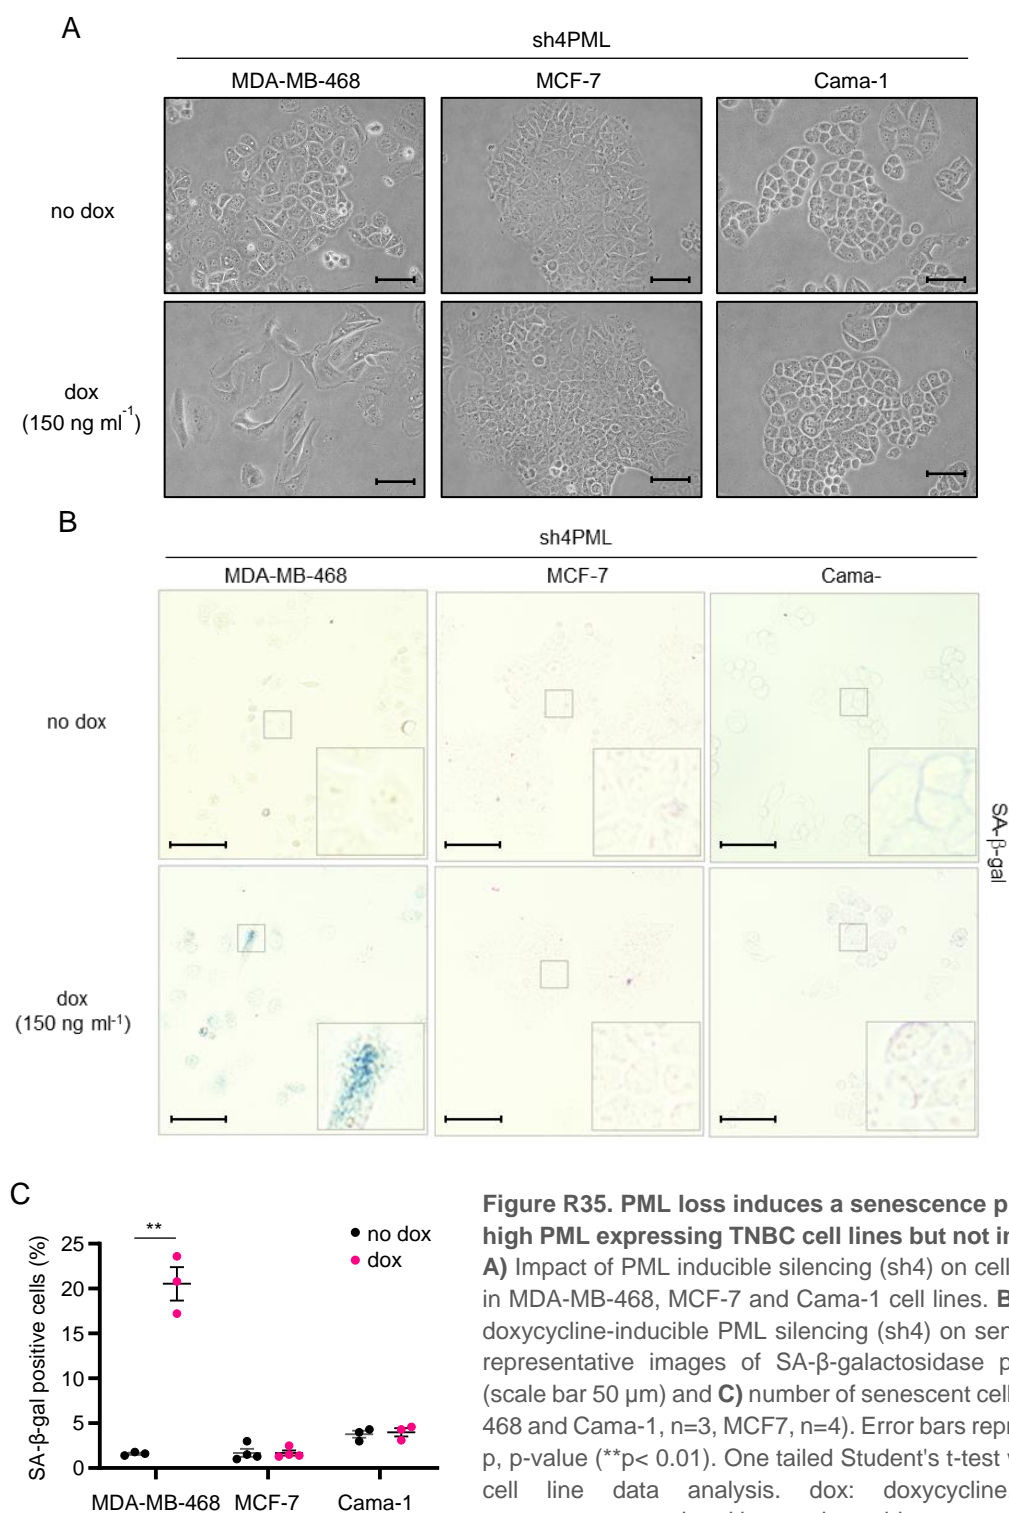 A
sh4PML
MDA-MB-468 MCF-7 Cama-1
no dox
dox
(150 ng ml-1)
B
sh4PML
MDA-MB-468 MCF-7 Cama-
no dox
SA-β-gal
dox
(150 ng ml-1)
C
SA-β-gal positive cells (%)
25
20
15
10
5
0
**
no dox
dox
MDA-MB-468 MCF-7 Cama-1
Figure R35. PML loss induces a senescence p
high PML expressing TNBC cell lines but not i
A) Impact of PML inducible silencing (sh4) on cell
in MDA-MB-468, MCF-7 and Cama-1 cell lines. B
doxycycline-inducible PML silencing (sh4) on sen
representative images of SA-β-galactosidase p
(scale bar 50 µm) and C) number of senescent cel
468 and Cama-1, n=3, MCF7, n=4). Error bars repr
p, p-value (**p< 0.01). One tailed Student's t-test
cell line data analysis. dox: doxycycline.